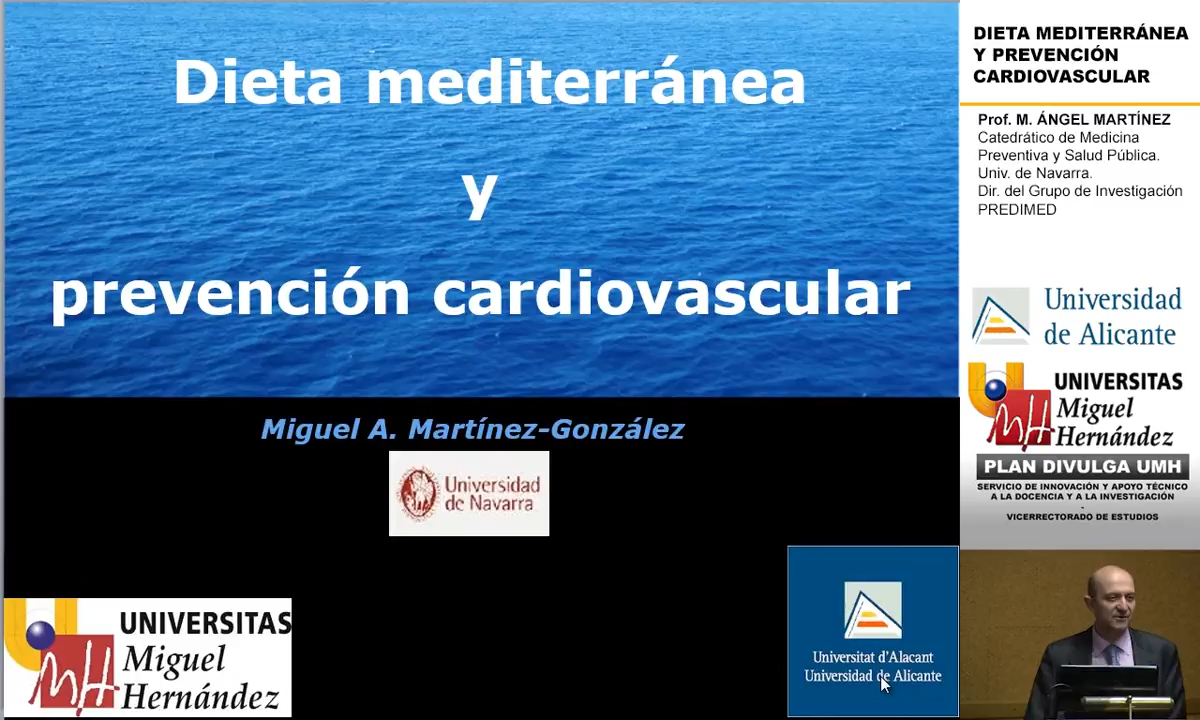 Dieta mediterránea
y
prevención cardiovascular
Miguel A. Martínez-González
Universidad
de Navarra
UNIVERSITAS
Miguel
Hernández
Universitat d'Alacant
Universidad de Alicante
DIETA MEDITERRÁNEA
Y PREVENCIÓN
CARDIOVASCULAR
Prof. M. ÁNGEL MARTÍNEZ
Catedrático de Medicina
Preventiva y Salud Pública.
Univ. de Navarra.
Dir. del Grupo de Investigación
PREDIMED
Universidad
de Alicante
UNIVERSITAS
Miguel
Hernández
PLAN DIVULGA UMH
SERVICIO DE INNOVACIÓN Y APOYO TÉCNICO
A LA DOCENCIA Y A LA INVESTIGACIÓN
-
VICERRECTORADO DE ESTUDIOS